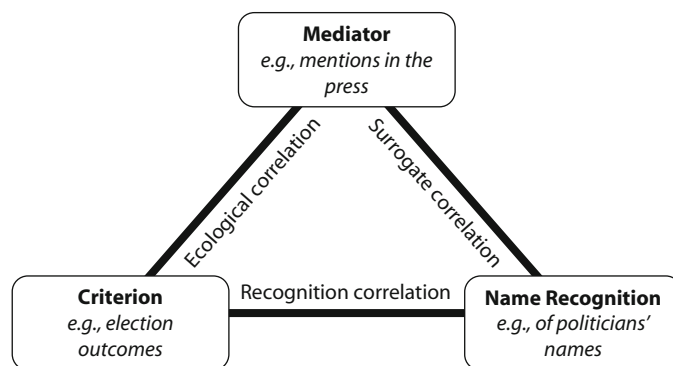 Mediator
e.g., mentions in the
press
Ecological correlation
Surrogate correlation
Criterion
e.g., election
outcomes
Recognition correlation
Name Recognition
e.g., of politicians'
names